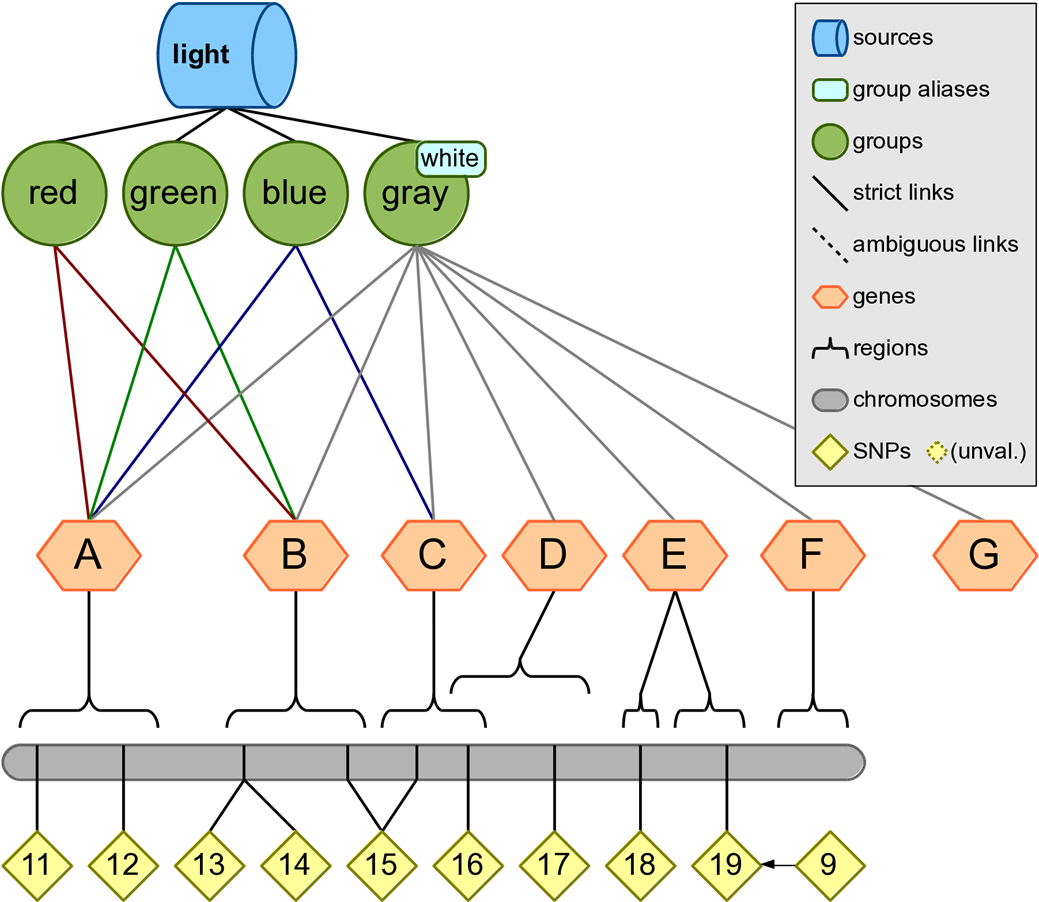 light
sources
group aliases
groups
strict links
ambiguous links
genes
regions
chromosomes
SNPs (unval.)
red green blue gray white
A B C D E F G
11 12 13 14 15 16 17 18 19 9